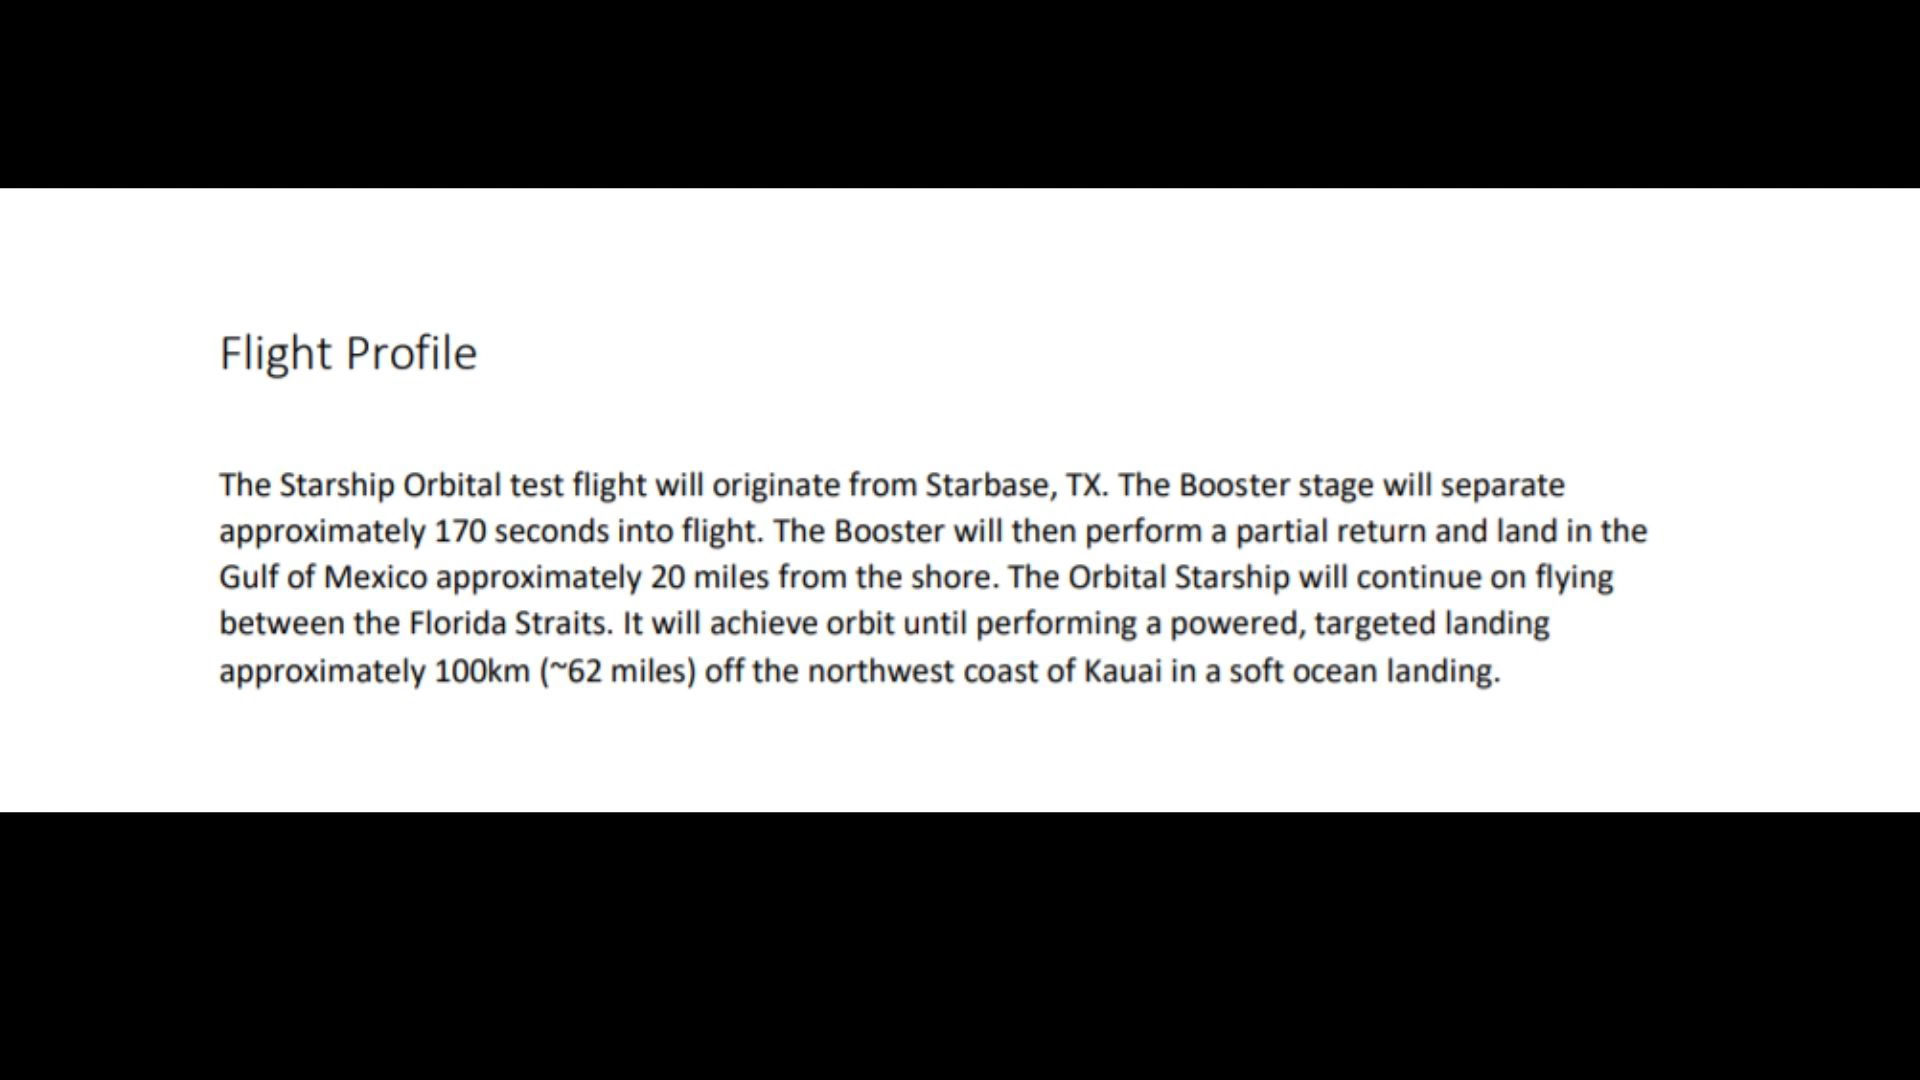 Flight Profile
The Starship Orbital test flight will originate from Starbase, TX. The Booster stage will separate
approximately 170 seconds into flight. The Booster will then perform a partial return and land in the
Gulf of Mexico approximately 20 miles from the shore. The Orbital Starship will continue on flying
between the Florida Straits. It will achieve orbit until performing a powered, targeted landing
approximately 100km (~62 miles) off the northwest coast of Kauai in a soft ocean landing.